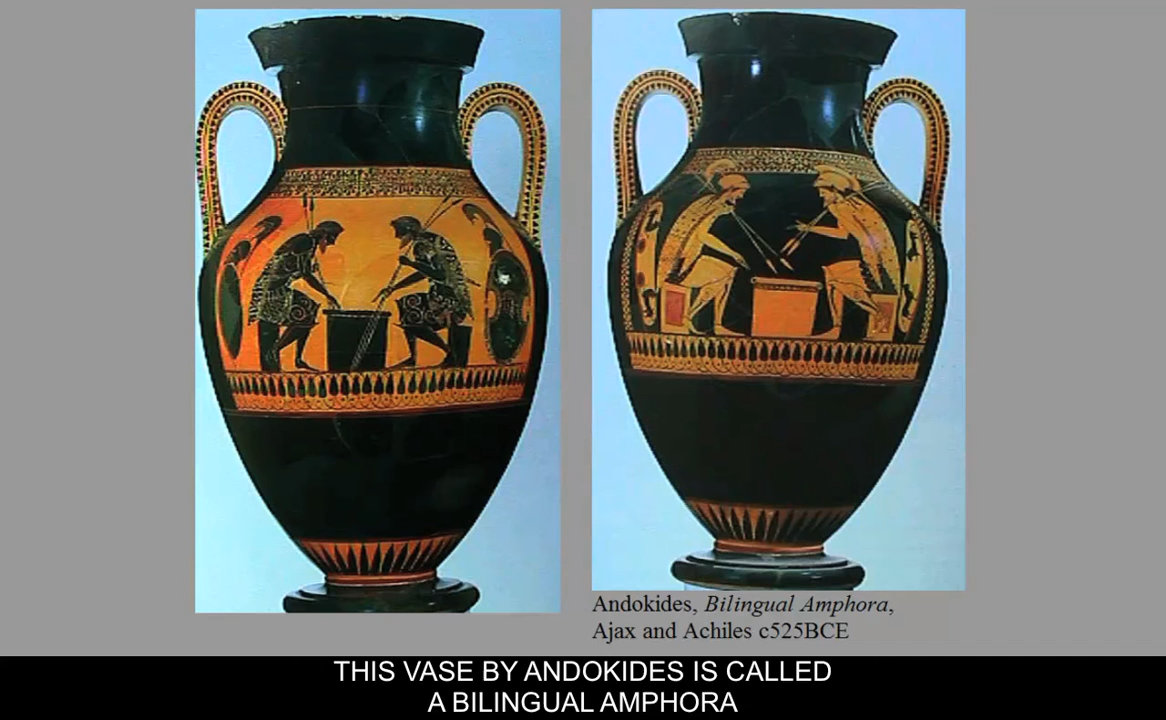 Andokides, Bilingual Amphora,
Ajax and Achiles c525BCE
THIS VASE BY ANDOKIDES IS CALLED
A BILINGUAL AMPHORA